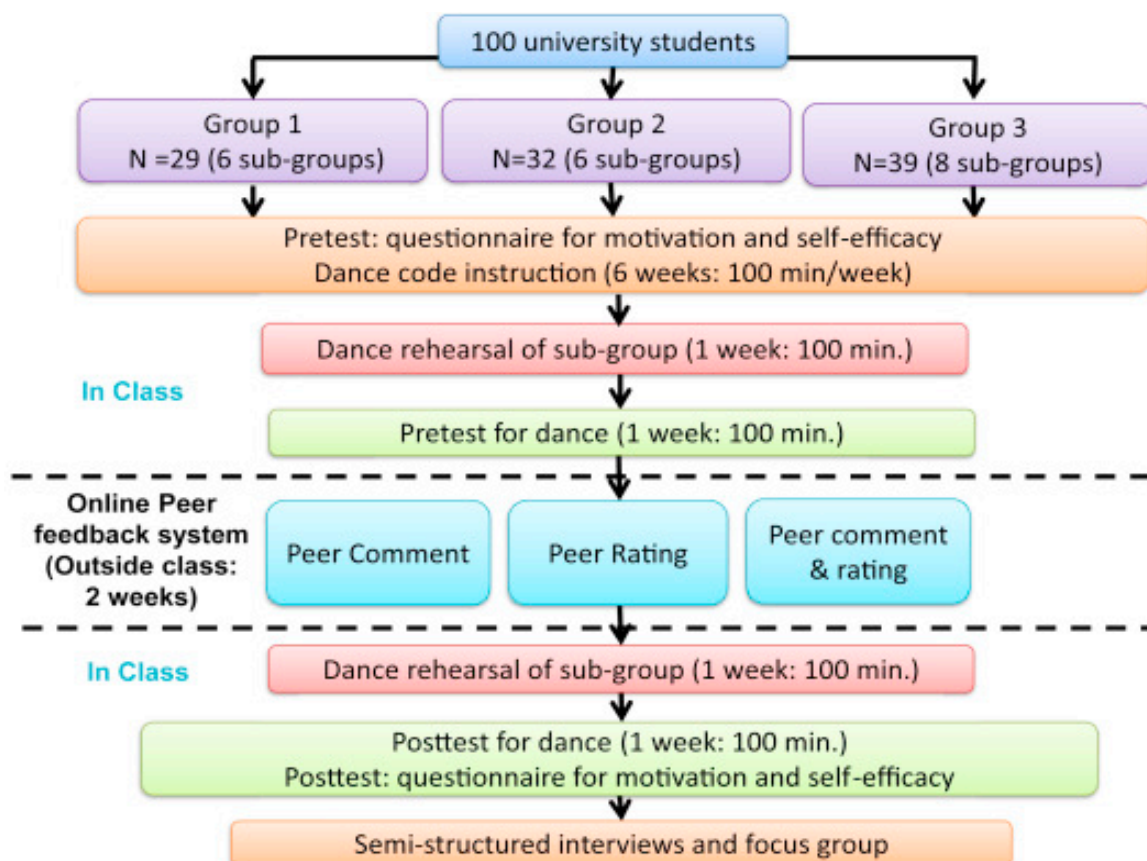 100 university students
Group 1
N =29 (6 sub-groups)
Group 2
N=32 (6 sub-groups)
Group 3
N=39 (8 sub-groups)
Pretest: questionnaire for motivation and self-efficacy
Dance code instruction (6 weeks: 100 min/week)
Dance rehearsal of sub-group (1 week: 100 min.)
In Class
Pretest for dance (1 week: 100 min.)
Online Peer
feedback system
(Outside class:
2 weeks)
Peer Comment
Peer Rating
Peer comment
& rating
In Class
Dance rehearsal of sub-group (1 week: 100 min.)
Posttest for dance (1 week: 100 min.)
Posttest: questionnaire for motivation and self-efficacy
Semi-structured interviews and focus group